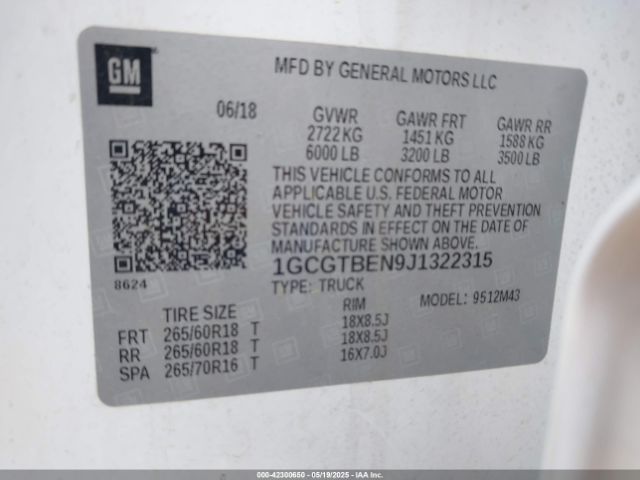 GM
MFD BY GENERAL MOTORS LLC
06/18
GVWR
2722 KG
6000 LB
GAWR FRT
1451 KG
3200 LB
GAWR RR
1588 KG
3500 LB
THIS VEHICLE CONFORMS TO ALL
APPLICABLE U.S. FEDERAL MOTOR
VEHICLE SAFETY AND THEFT PREVENTION
STANDARDS IN EFFECT ON THE DATE OF
MANUFACTURE SHOWN ABOVE.
8624
1GCGTBEN9J1322315
TYPE: TRUCK
MODEL: 9512M43
TIRE SIZE
RIM
FRT 265/60R18 T 18X8.5J
RR 265/60R18 T 18X8.5J
SPA 265/70R16 T 16X7.0J
000-42300650 - 05/19/2025 - Copyright IAA, Inc.